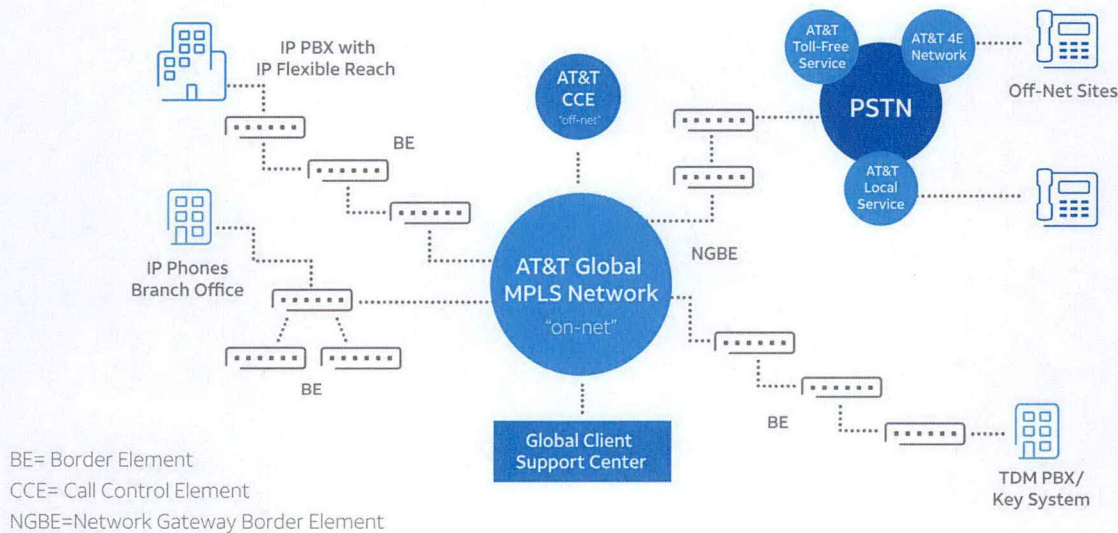 IP PBX with
IP Flexible Reach
BE
AT&T
CCE
"off-net"
AT&T
Toll-Free
Service
AT&T 4E
Network
PSTN
Off-Net Sites
AT&T
Local
Service
IP Phones
Branch Office
BE
AT&T Global
MPLS Network
"on-net"
NGBE
BE
Global Client
Support Center
TDM PBX/
Key System
BE= Border Element
CCE= Call Control Element
NGBE=Network Gateway Border Element